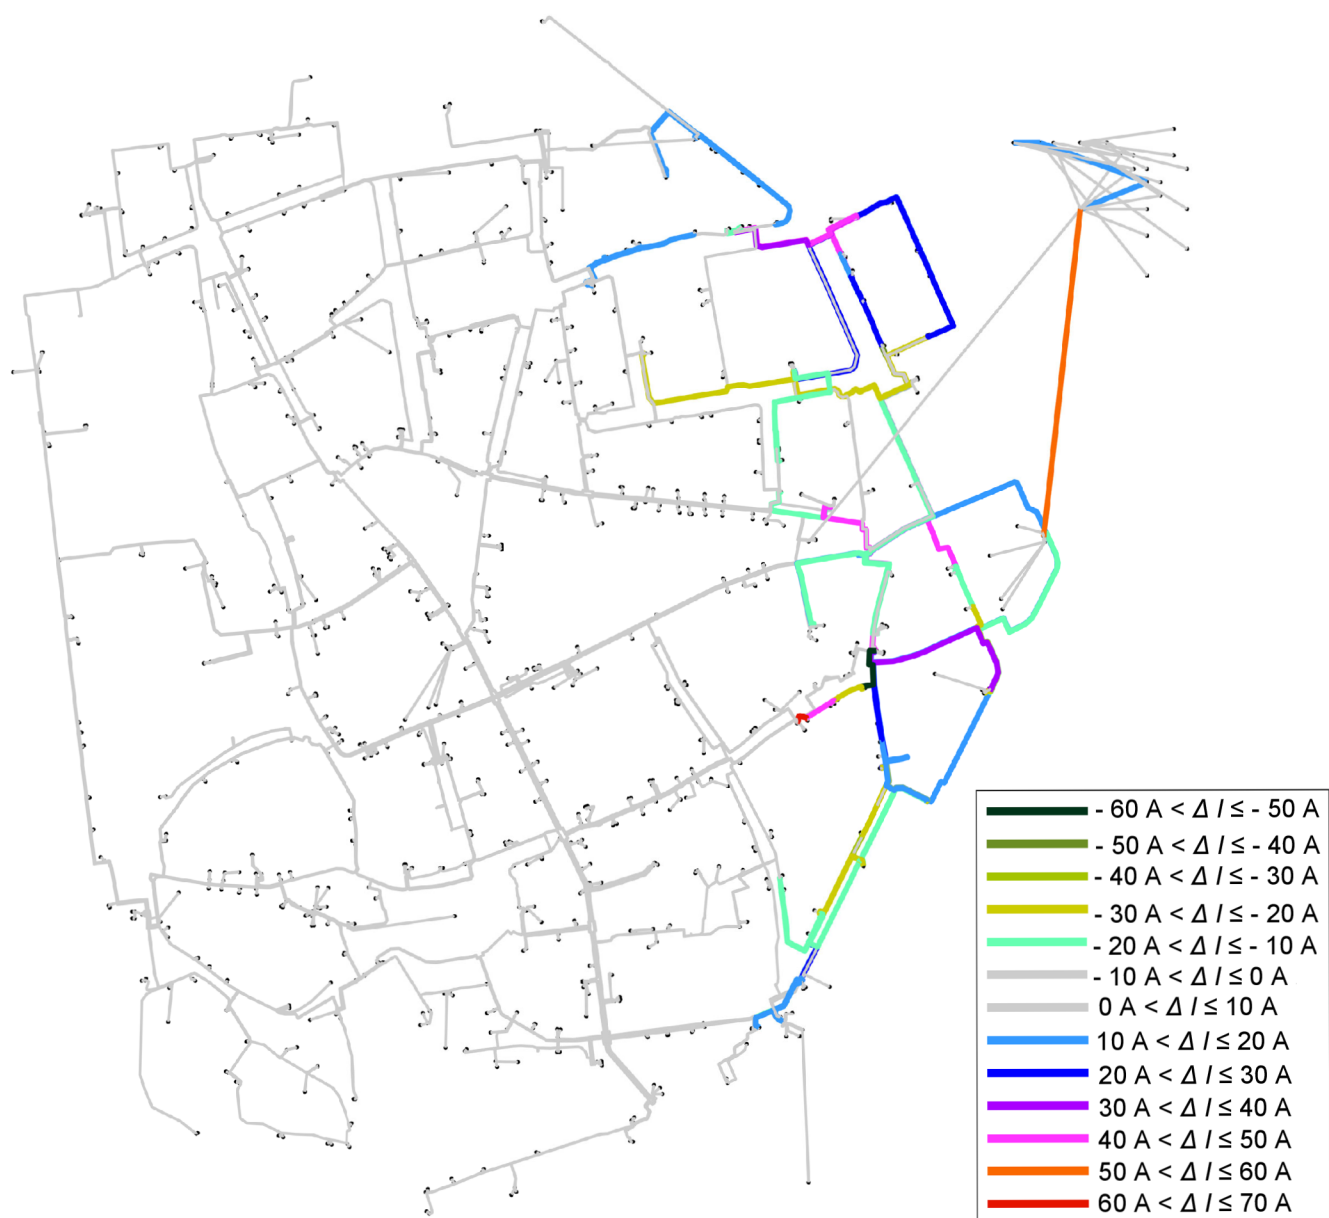 - 60 A < Δ I ≤ - 50 A
- 50 A < Δ I ≤ - 40 A
- 40 A < Δ I ≤ - 30 A
- 30 A < Δ I ≤ - 20 A
- 20 A < Δ I ≤ - 10 A
- 10 A < Δ I ≤ 0 A
0 A < Δ I ≤ 10 A
10 A < Δ I ≤ 20 A
20 A < Δ I ≤ 30 A
30 A < Δ I ≤ 40 A
40 A < Δ I ≤ 50 A
50 A < Δ I ≤ 60 A
60 A < Δ I ≤ 70 A